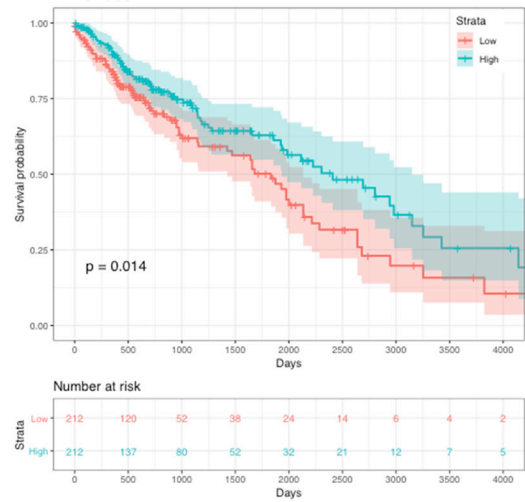 Strata
Low
High
1.00
0.75
0.50
0.25
0.00
Survival probability
p = 0.014
0 500 1000 1500 2000 2500 3000 3500 4000
Days
Number at risk
Strata
Low 212 120 52 38 24 14 6 4 2
High 212 137 80 52 32 21 12 7 5
0 500 1000 1500 2000 2500 3000 3500 4000
Days